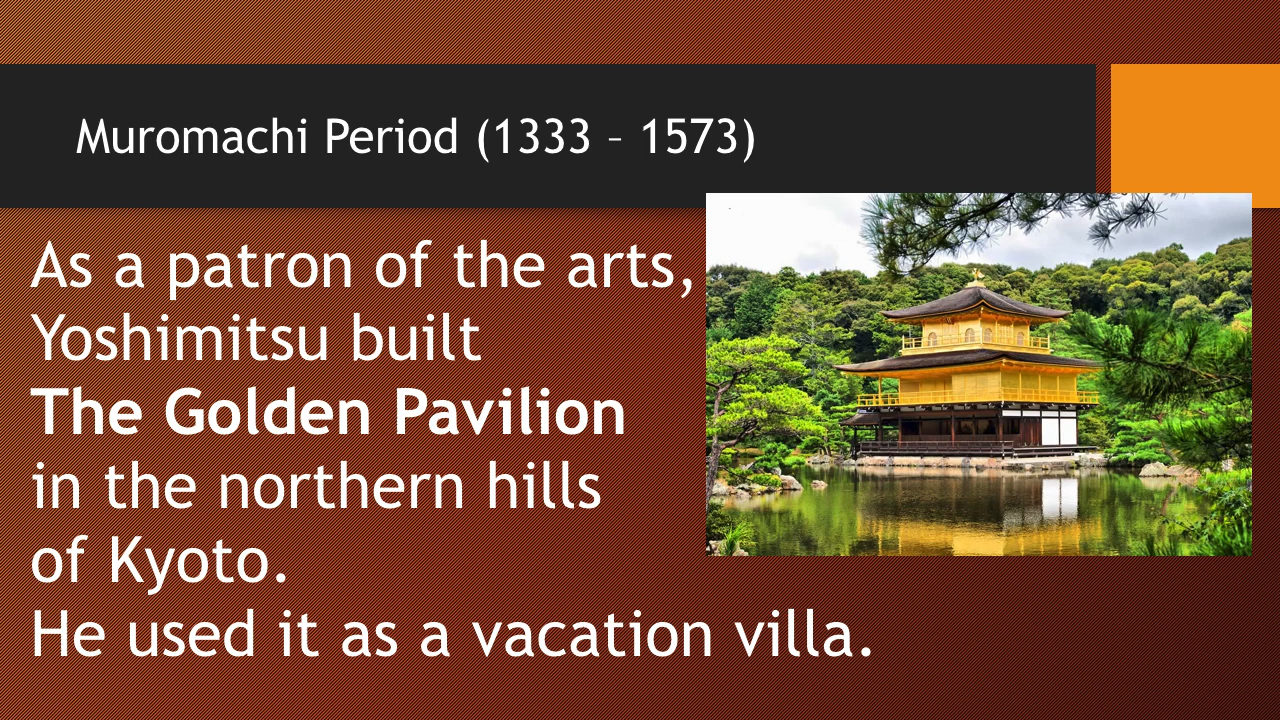 Muromachi Period (1333 – 1573)
As a patron of the arts,
Yoshimitsu built
The Golden Pavilion
in the northern hills
of Kyoto.
He used it as a vacation villa.